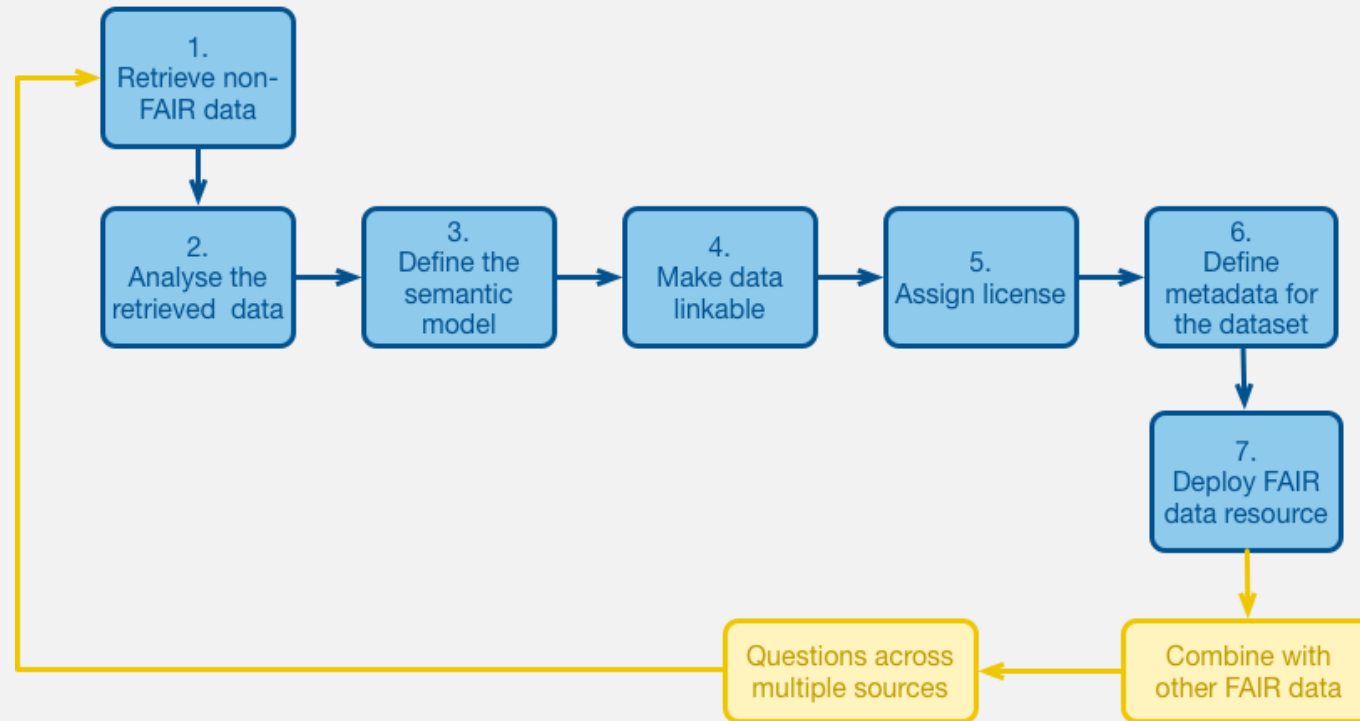 1.
Retrieve non-
FAIR data
2.
Analyse the
retrieved  data
3.
Define the
semantic
model
4.
Make data
linkable
5.
Assign license
6.
Define
metadata for
the dataset
7.
Deploy FAIR
data resource
Combine with
other FAIR data
Questions across
multiple sources